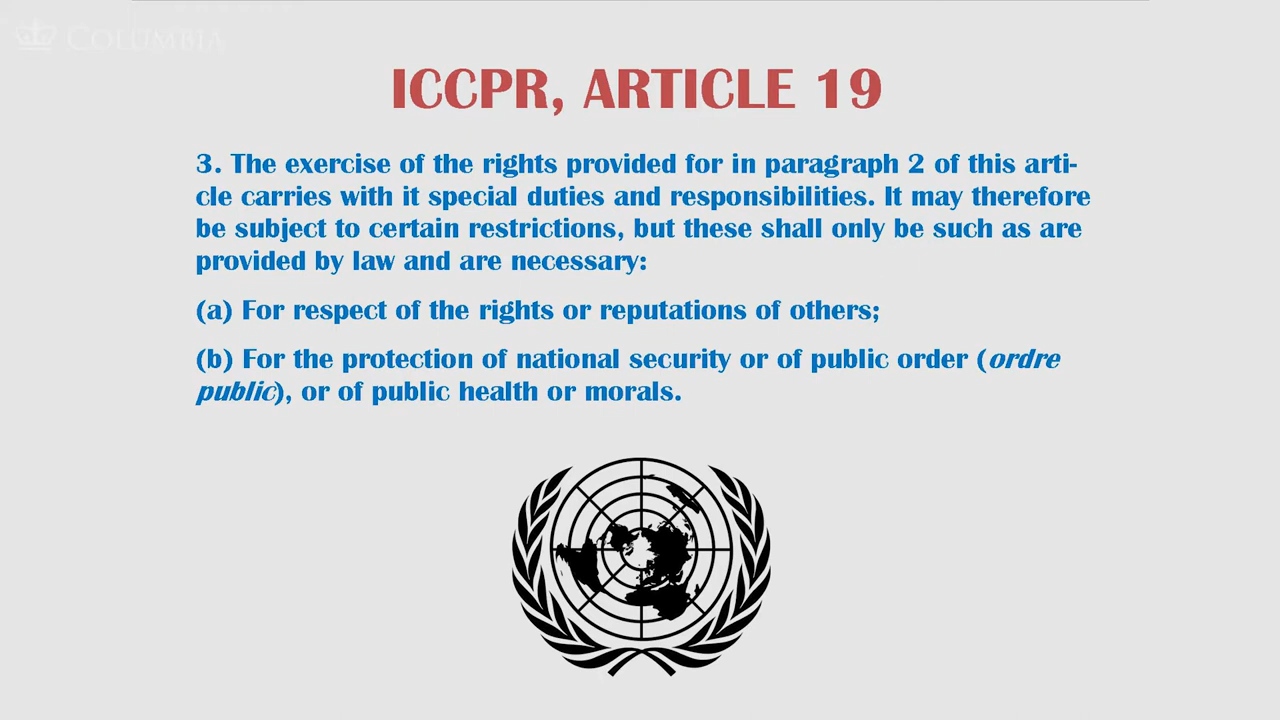 COLUMBIA
ICCPR, ARTICLE 19
3. The exercise of the rights provided for in paragraph 2 of this arti-
cle carries with it special duties and responsibilities. It may therefore
be subject to certain restrictions, but these shall only be such as are
provided by law and are necessary:
(a) For respect of the rights or reputations of others;
(b) For the protection of national security or of public order (ordre
public), or of public health or morals.